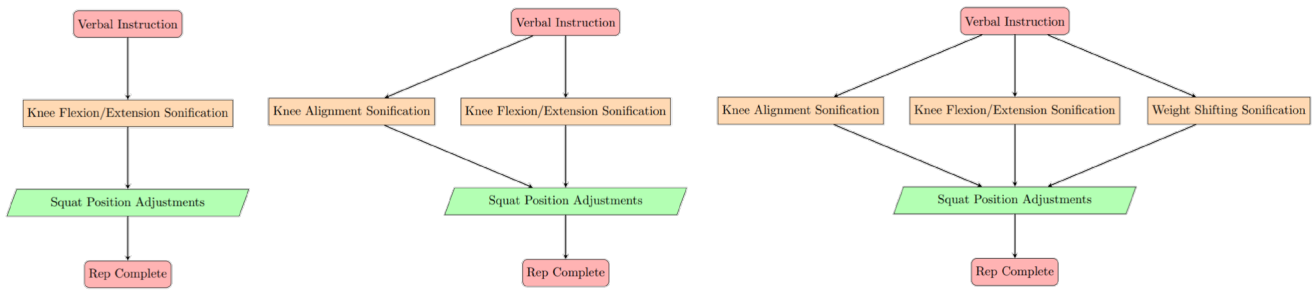 Verbal Instruction
Knee Flexion/Extension Sonification
Squat Position Adjustments
Rep Complete
Verbal Instruction
Knee Alignment Sonification
Knee Flexion/Extension Sonification
Squat Position Adjustments
Rep Complete
Verbal Instruction
Knee Alignment Sonification
Knee Flexion/Extension Sonification
Weight Shifting Sonification
Squat Position Adjustments
Rep Complete